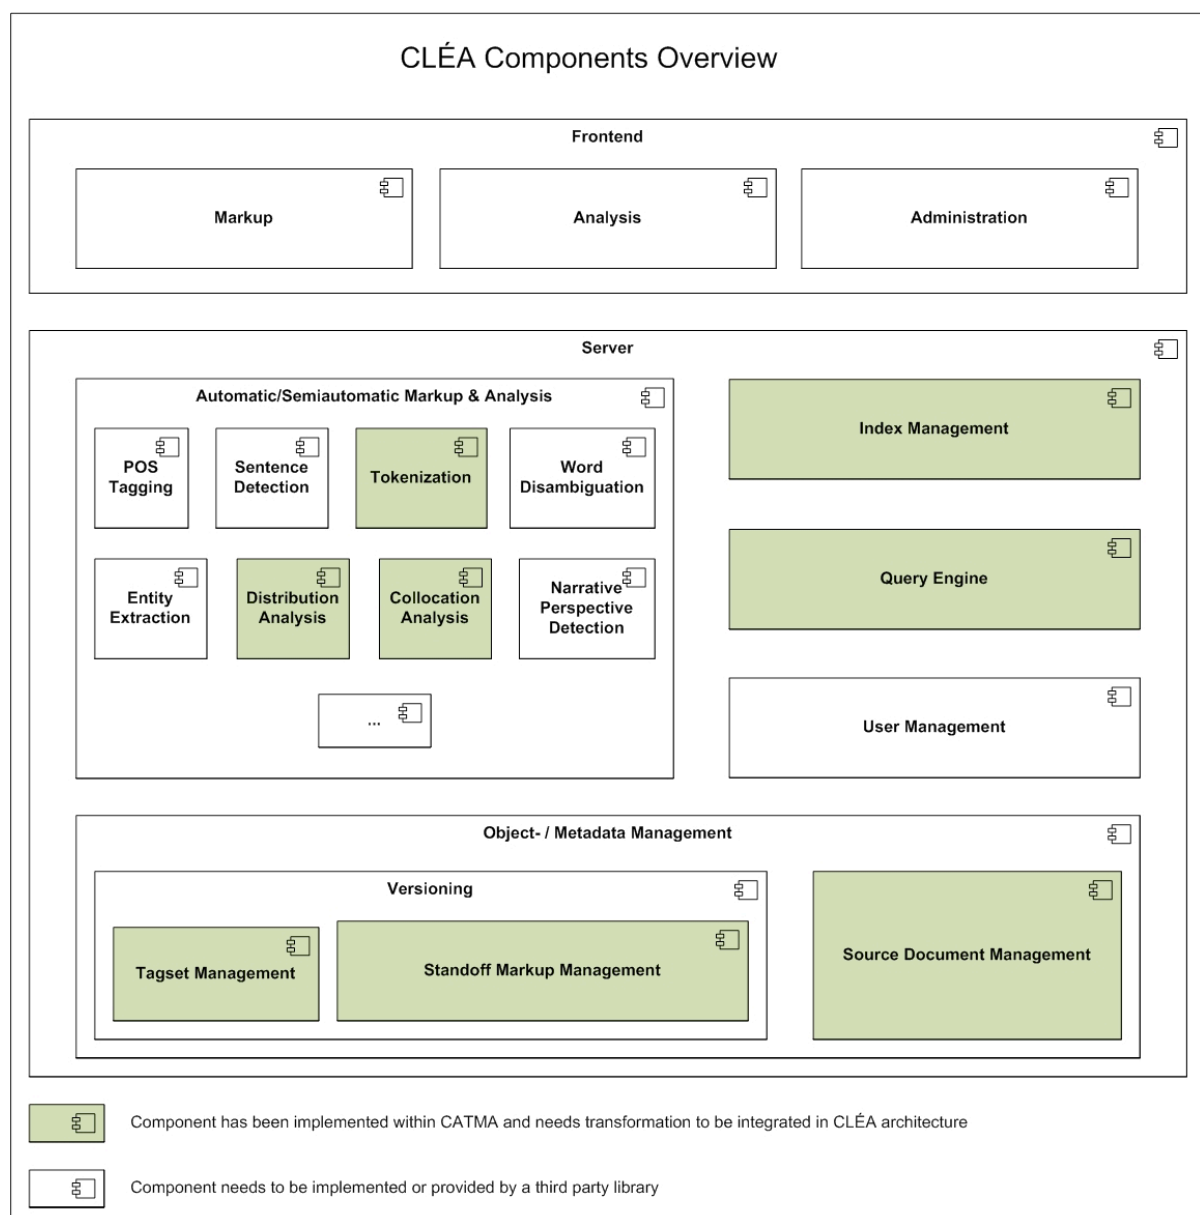 CLÉA Components Overview
Frontend
Markup
Analysis
Administration
Server
Automatic/Semiautomatic Markup & Analysis
POS
Tagging
Sentence
Detection
Tokenization
Word
Disambiguation
Entity
Extraction
Distribution
Analysis
Collocation
Analysis
Narrative
Perspective
Detection
...
Index Management
Query Engine
User Management
Object- / Metadata Management
Versioning
Tagset Management
Standoff Markup Management
Source Document Management
Component has been implemented within CATMA and needs transformation to be integrated in CLÉA architecture
Component needs to be implemented or provided by a third party library